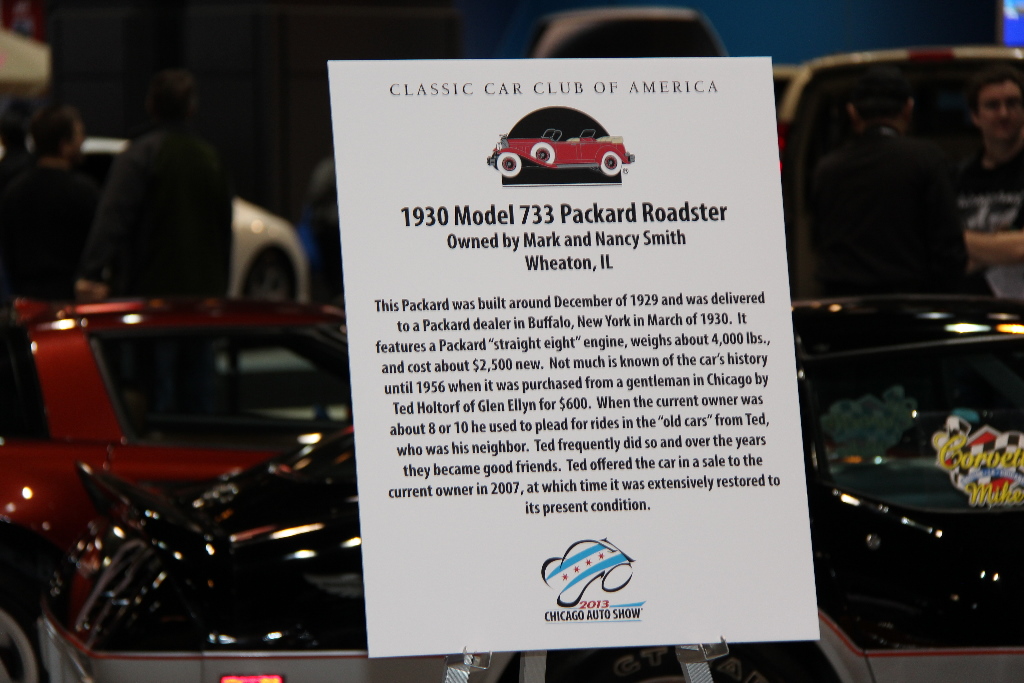 CLASSIC CAR CLUB OF AMERICA
1930 Model 733 Packard Roadster
Owned by Mark and Nancy Smith
Wheaton, IL
This Packard was built around December of 1929 and was delivered
to a Packard dealer in Buffalo, New York in March of 1930. It
features a Packard "straight eight" engine, weighs about 4,000 lbs.,
and cost about $2,500 new. Not much is known of the car's history
until 1956 when it was purchased from a gentleman in Chicago by
Ted Holtorf of Glen Ellyn for $600. When the current owner was
about 8 or 10 he used to plead for rides in the "old cars" from Ted,
who was his neighbor. Ted frequently did so and over the years
they became good friends. Ted offered the car in a sale to the
current owner in 2007, at which time it was extensively restored to
its present condition.
2013
CHICAGO AUTO SHOW
Mike